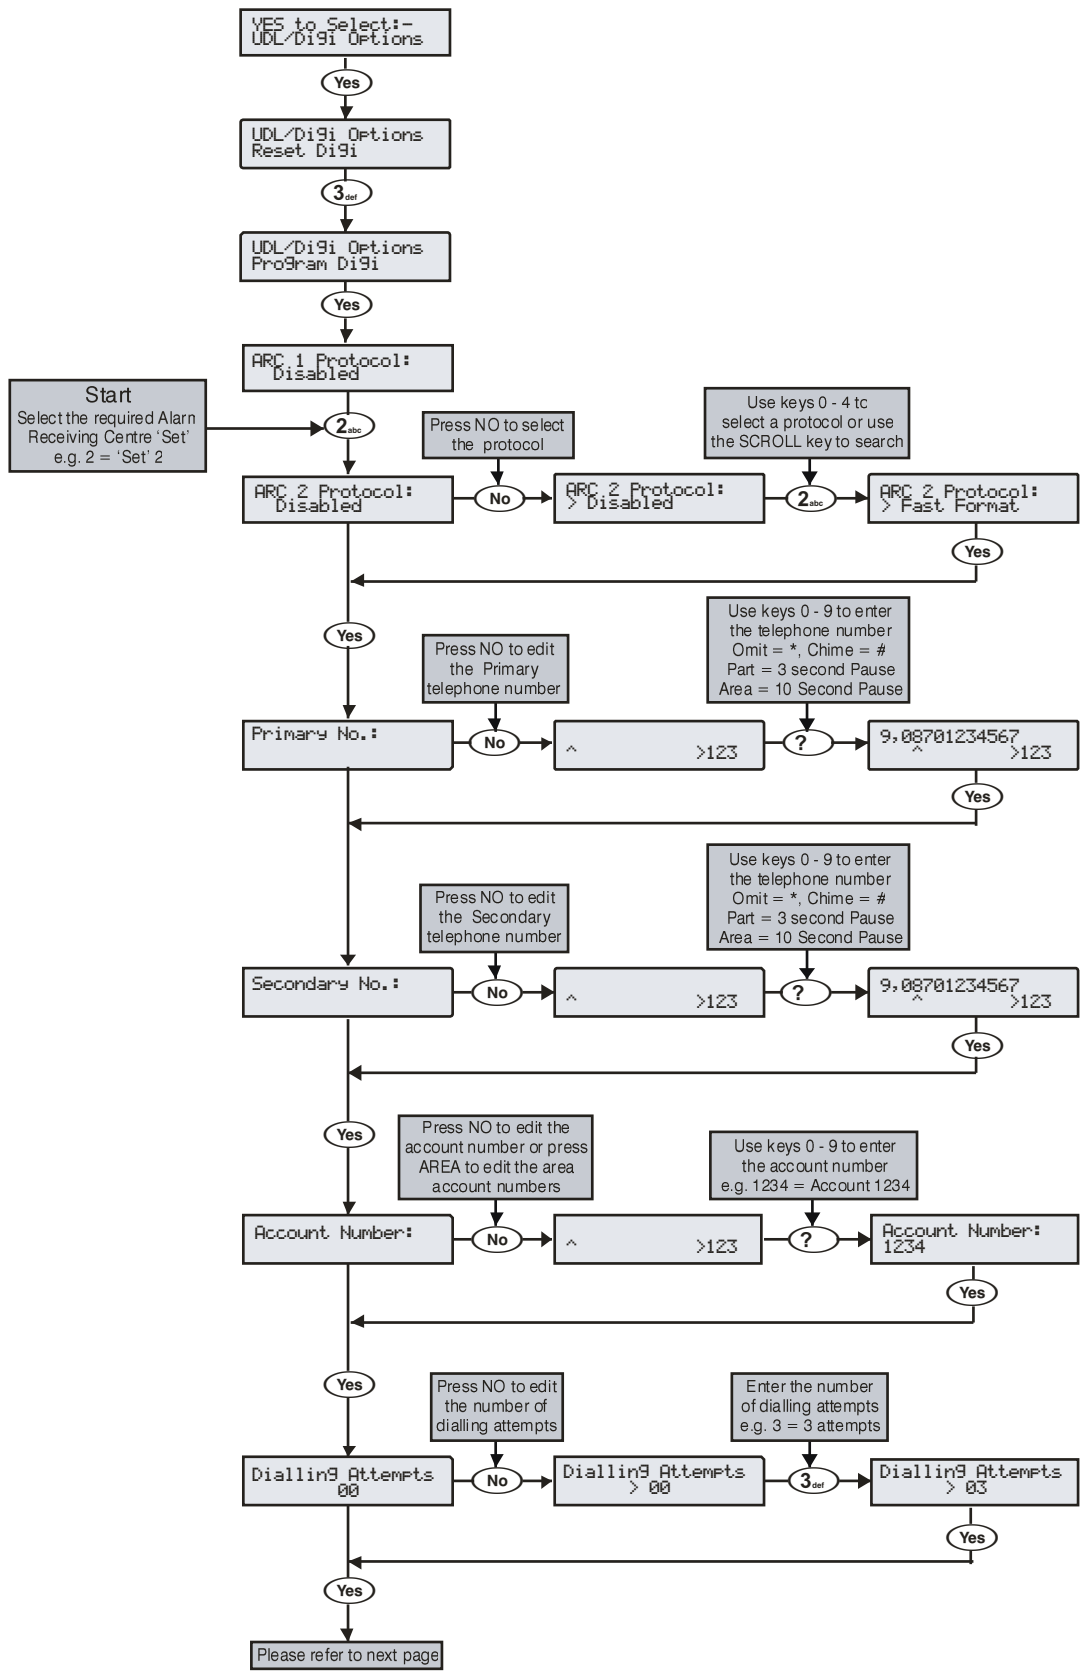 YES to Select:-
UDL/Digi Options
Yes
UDL/Digi Options
Reset Digi
3def
UDL/Digi Options
Program Digi
Yes
ARC 1 Protocol:
Disabled
Start
Select the required Alarm
Receiving Centre 'Set'
e.g. 2 = 'Set' 2
2abc
Press NO to select
the protocol
Use keys 0 - 4 to
select a protocol or use
the SCROLL key to search
ARC 2 Protocol:
Disabled
No
ARC 2 Protocol:
> Disabled
2abc
ARC 2 Protocol:
> Fast Format
Yes
Yes
Press NO to edit
the Primary
telephone number
Use keys 0 - 9 to enter
the telephone number
Omit = *, Chime = #
Part = 3 second Pause
Area = 10 Second Pause
Primary No.:
No
^ >123
?
9,08701234567
^ >123
Yes
Press NO to edit
the Secondary
telephone number
Use keys 0 - 9 to enter
the telephone number
Omit = *, Chime = #
Part = 3 second Pause
Area = 10 Second Pause
Secondary No.:
No
^ >123
?
9,08701234567
^ >123
Yes
Yes
Press NO to edit the
account number or press
AREA to edit the area
account numbers
Use keys 0 - 9 to enter
the account number
e.g. 1234 = Account 1234
Account Number:
No
^ >123
?
Account Number:
1234
Yes
Yes
Press NO to edit
the number of
dialling attempts
Enter the number
of dialling attempts
e.g. 3 = 3 attempts
Dialling Attempts
00
No
Dialling Attempts
> 00
3def
Dialling Attempts
> 03
Yes
Yes
Please refer to next page